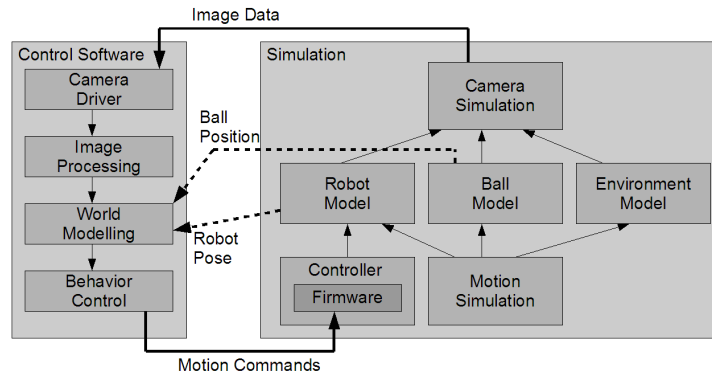 Image Data
Control Software
Camera
Driver
Image
Processing
World
Modelling
Behavior
Control
Ball
Position
Robot
Pose
Simulation
Camera
Simulation
Robot
Model
Ball
Model
Environment
Model
Controller
Firmware
Motion
Simulation
Motion Commands